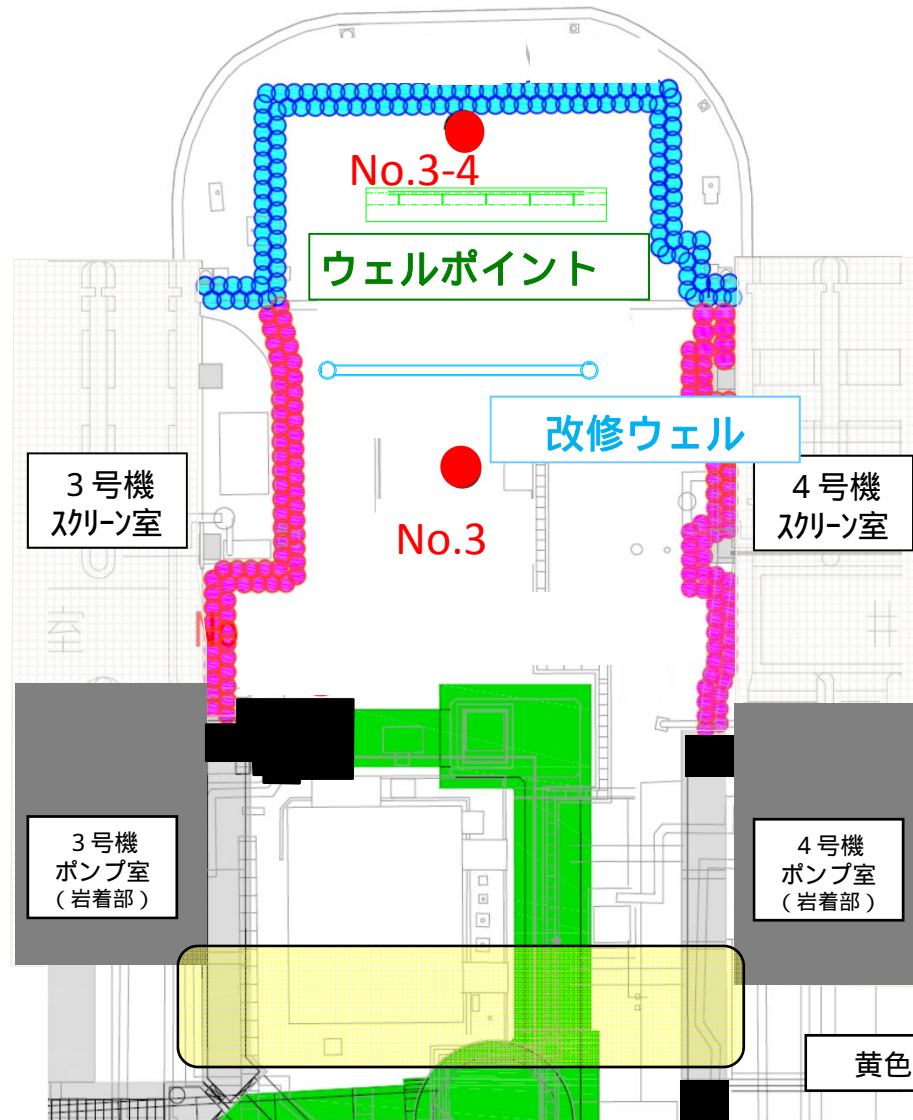 No.3-4
ウェルポイント
改修ウェル
3号機
スクリーン室
4号機
スクリーン室
No.3
No
3号機
ポンプ室
(岩着部)
4号機
ポンプ室
(岩着部)
黄色